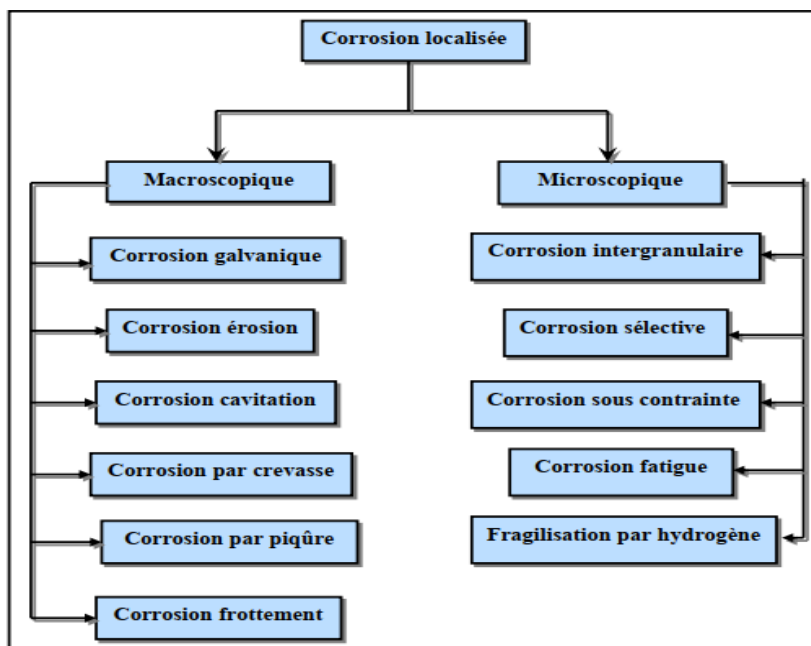 Corrosion localisée
Macroscopique
Corrosion galvanique
Corrosion érosion
Corrosion cavitation
Corrosion par crevasse
Corrosion par piqûre
Corrosion frottement
Microscopique
Corrosion intergranulaire
Corrosion sélective
Corrosion sous contrainte
Corrosion fatigue
Fragilisation par hydrogène